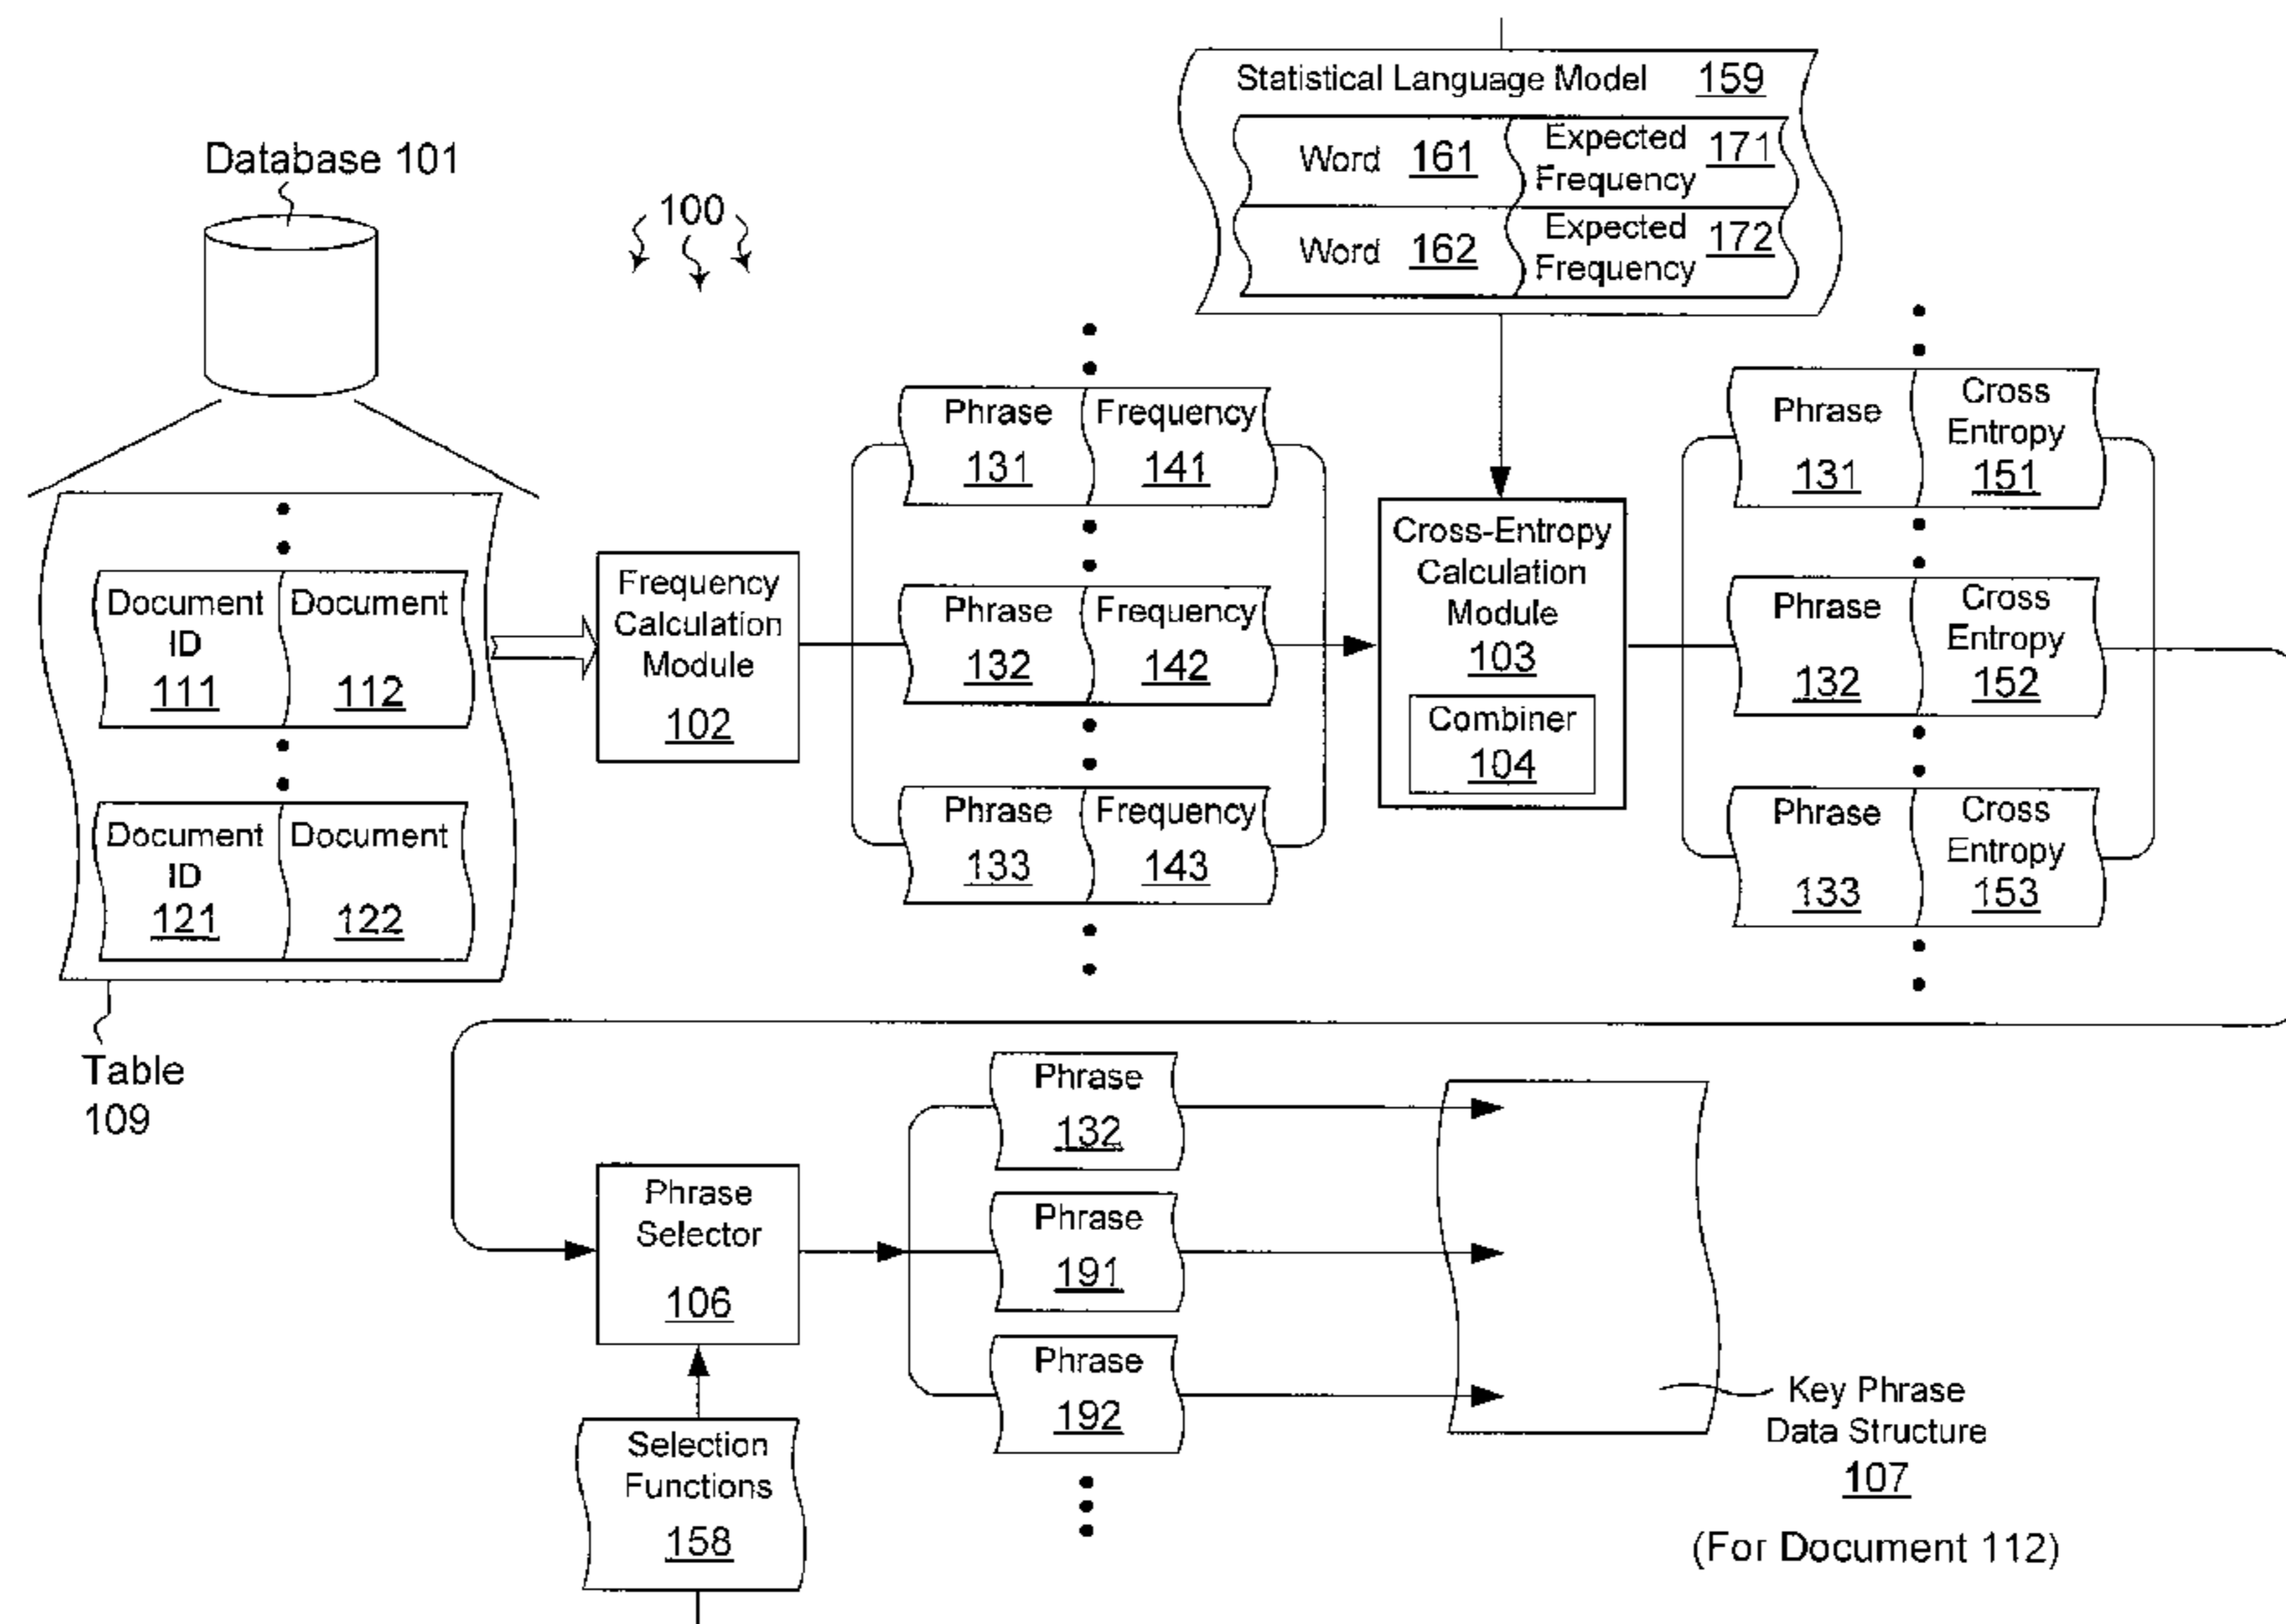 Statistical Language Model 159
Word 161
Expected 171
Frequency
Word 162
Expected 172
Frequency
Database 101
100
Document
ID
111
Document
112
Document
ID
121
Document
122
Table
109
Frequency
Calculation
Module
102
Phrase
131
Frequency
141
Phrase
132
Frequency
142
Phrase
133
Frequency
143
Cross-Entropy
Calculation
Module
103
Combiner
104
Phrase
131
Cross
Entropy
151
Phrase
132
Cross
Entropy
152
Phrase
133
Cross
Entropy
153
Phrase
Selector
106
Selection
Functions
158
Phrase
132
Phrase
191
Phrase
192
Key Phrase
Data Structure
107
(For Document 112)